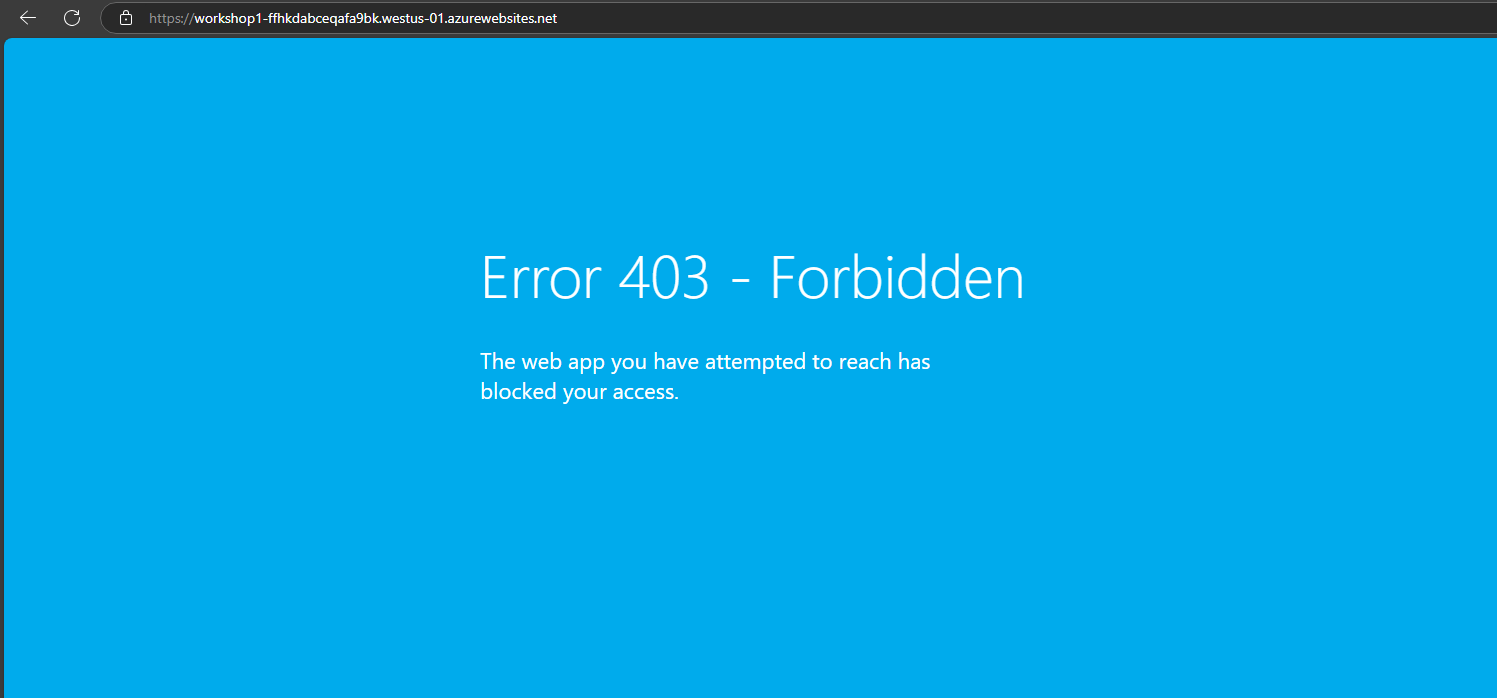 https://workshop1-ffhkdabceqafa9bk.westus-01.azurewebsites.net
Error 403 - Forbidden
The web app you have attempted to reach has
blocked your access.